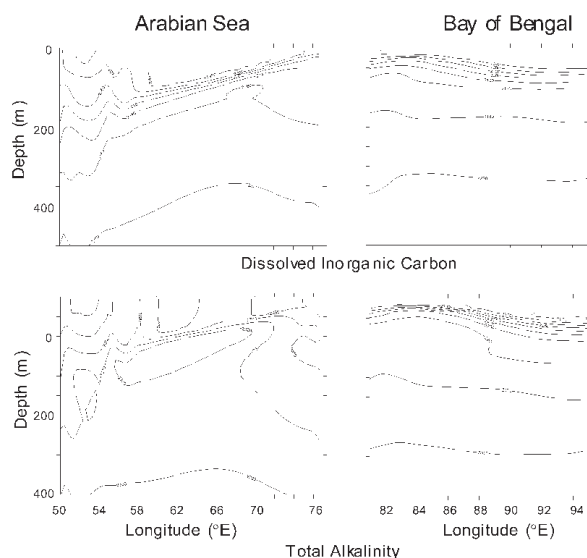 Arabian Sea Bay of Bengal
0
200
400
Depth (m)
Dissolved Inorganic Carbon
0
200
400
Depth (m)
50 54 58 62 66 70 76 82 84 86 88 90 92 94
Longitude (°E) Longitude (°E)
Total Alkalinity